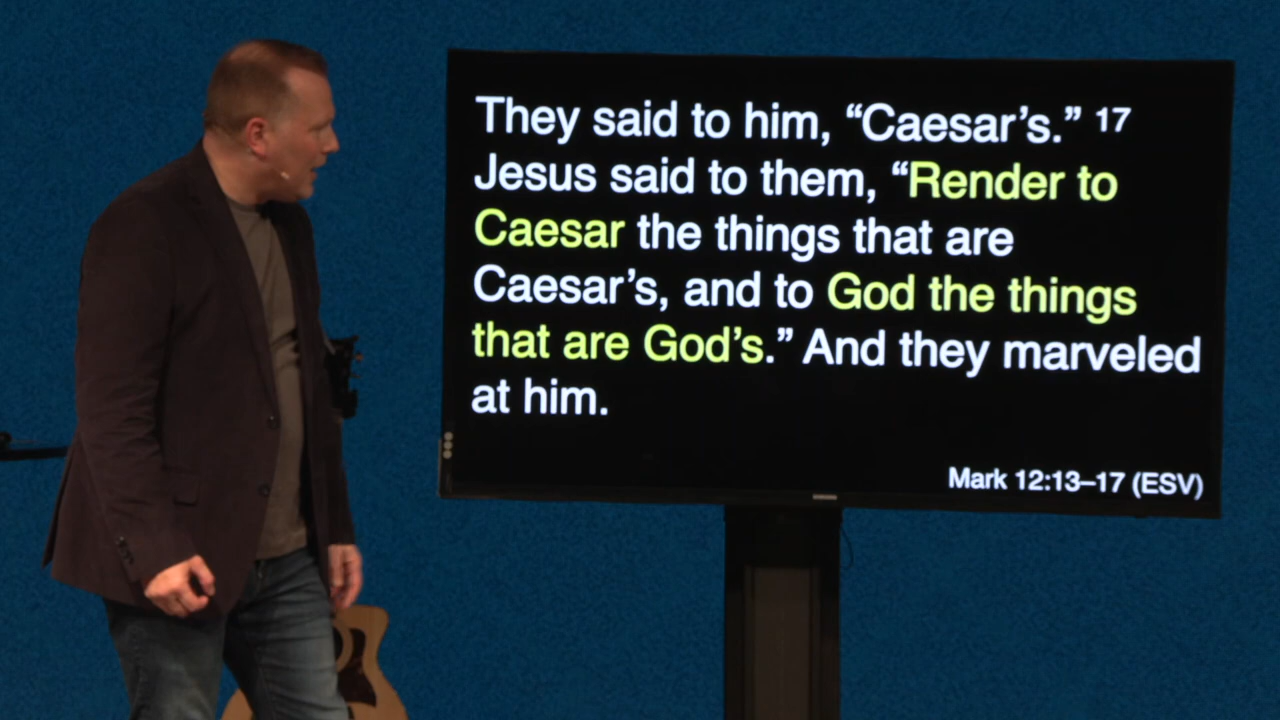 They said to him, “Caesar’s.” 17
Jesus said to them, “Render to
Caesar the things that are
Caesar’s, and to God the things
that are God’s.” And they marveled
at him.
Mark 12:13–17 (ESV)